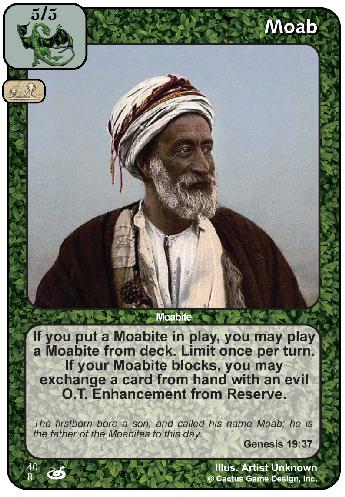 5/5
Moab
Moabite
If you put a Moabite in play, you may play
a Moabite from deck. Limit once per turn.
If your Moabite blocks, you may
exchange a card from hand with an evil
O.T. Enhancement from Reserve.
The firstborn bore a son, and called his name Moab; he is
the father of the Moabites to this day.
Genesis 19:37
40
R
Illus. Artist Unknown
© Cactus Game Design, Inc.